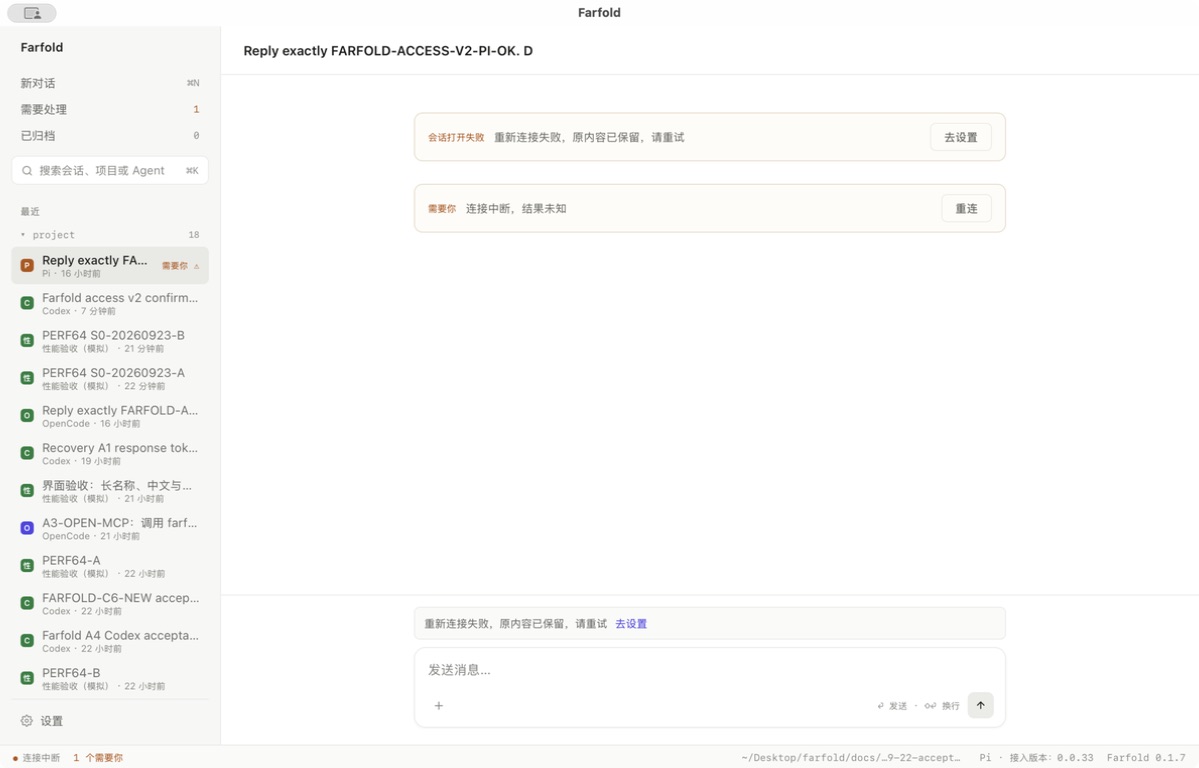 Farfold
Farfold
Reply exactly FARFOLD-ACCESS-V2-PI-OK. D
新对话 ⌘N
需要处理 1
已归档 0
搜索会话、项目或 Agent ⌘K
最近
project 18
P Reply exactly FA... 需要你
Pi · 16 小时前
C Farfold access v2 confirm...
Codex · 7 分钟前
性 PERF64 S0-20260923-B
性能验收（模拟） · 21 分钟前
性 PERF64 S0-20260923-A
性能验收（模拟） · 22 分钟前
O Reply exactly FARFOLD-A...
OpenCode · 16 小时前
C Recovery A1 response tok...
Codex · 19 小时前
性 界面验收：长名称、中文与...
性能验收（模拟） · 21 小时前
O A3-OPEN-MCP：调用 farf...
OpenCode · 21 小时前
性 PERF64-A
性能验收（模拟） · 22 小时前
C FARFOLD-C6-NEW accep...
Codex · 22 小时前
C Farfold A4 Codex accepta...
Codex · 22 小时前
性 PERF64-B
性能验收（模拟） · 22 小时前
设置
会话打开失败 重新连接失败，原内容已保留，请重试 去设置
需要你 连接中断，结果未知 重连
重新连接失败，原内容已保留，请重试 去设置
发送消息...
+ 发送 · 换行
连接中断 1 个需要你 ~/Desktop/farfold/docs/…9-22-accept… Pi · 接入版本: 0.0.33 Farfold 0.1.7